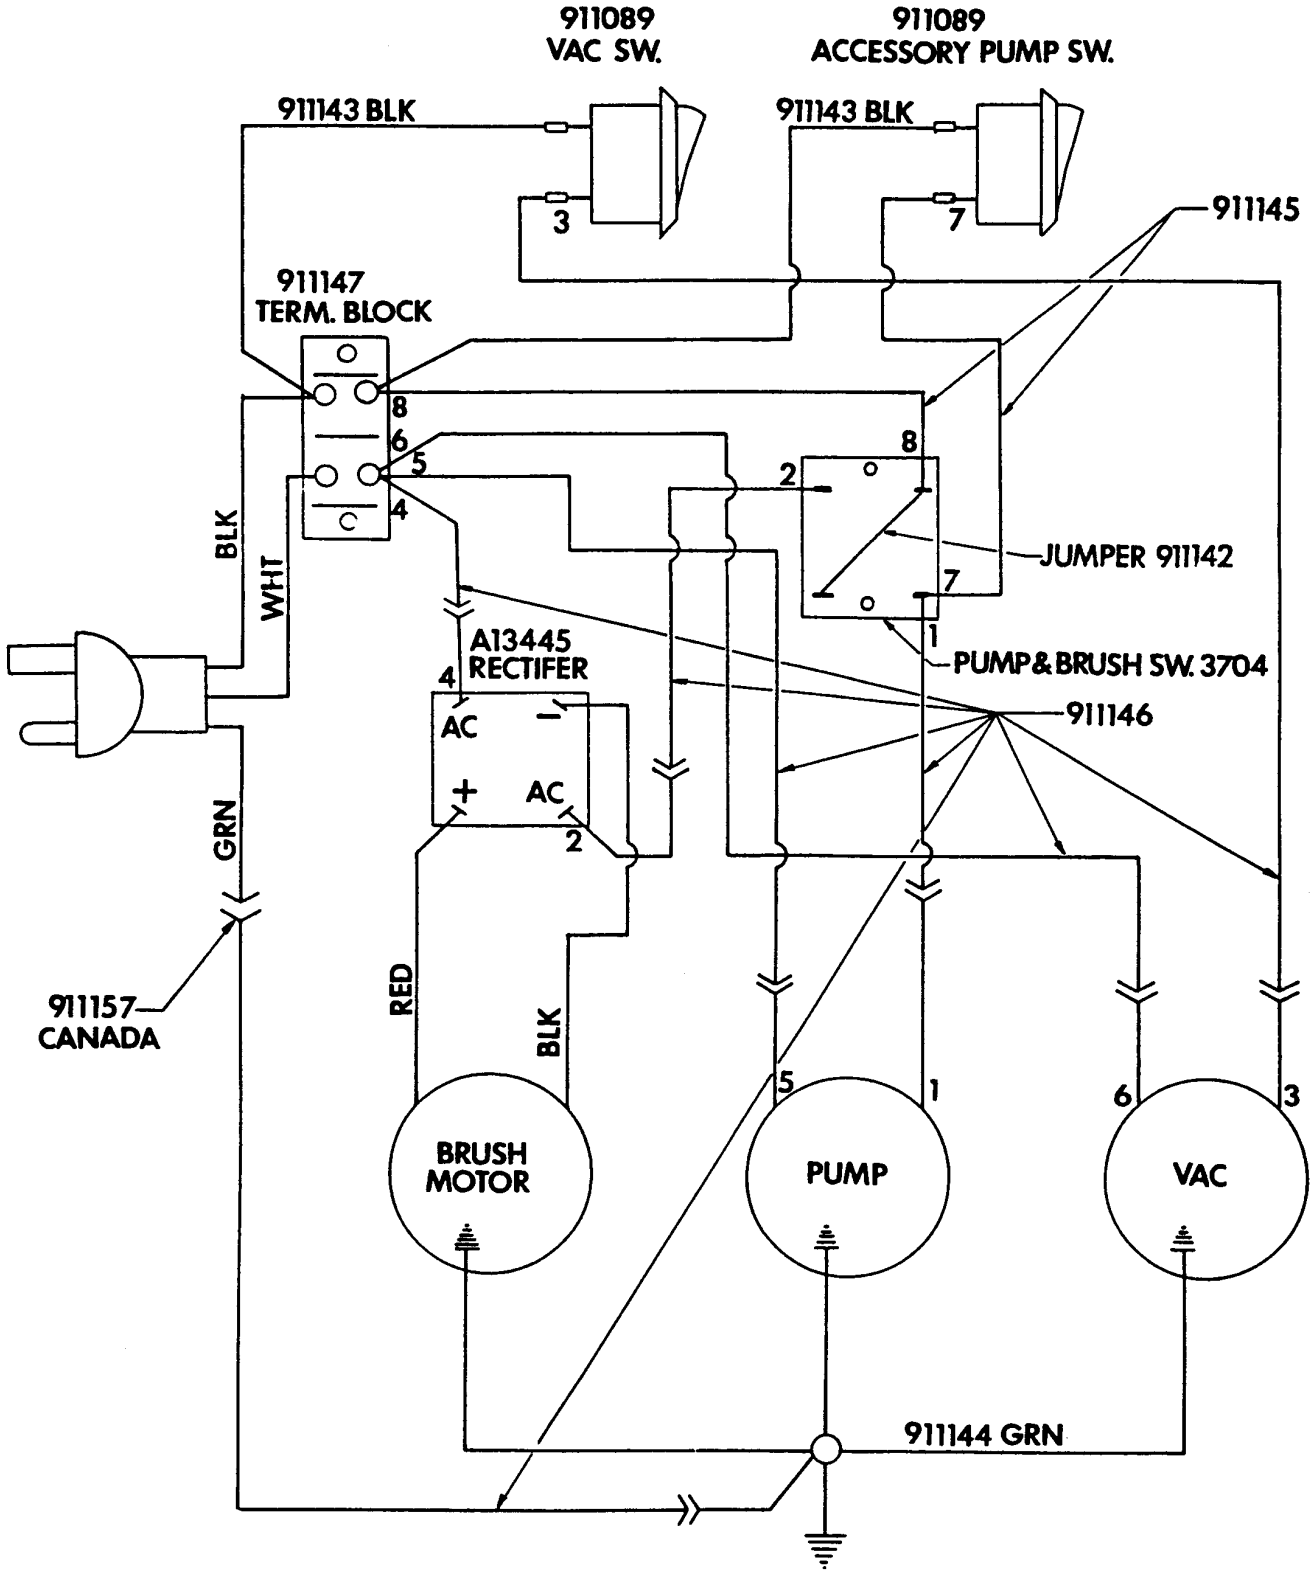 911089
VAC SW.
911089
ACCESSORY PUMP SW.
911143 BLK
911143 BLK
3
7
911145
911147
TERM. BLOCK
8
6
5
4
8
2
BLK
WHT
JUMPER 911142
7
1
A13445
RECTIFER
4
PUMP & BRUSH SW. 3704
AC
–
911146
+
AC
2
GRN
RED
BLK
911157
CANADA
5
1
6
3
BRUSH
MOTOR
PUMP
VAC
911144 GRN